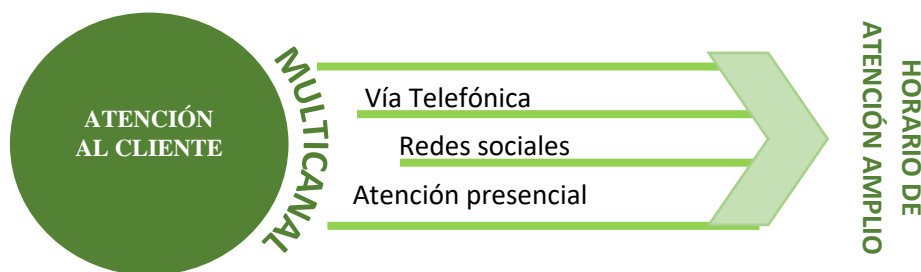 ATENCIÓN
AL CLIENTE
MULTICANAL
Vía Telefónica
Redes sociales
Atención presencial
HORARIO DE
ATENCIÓN AMPLIO